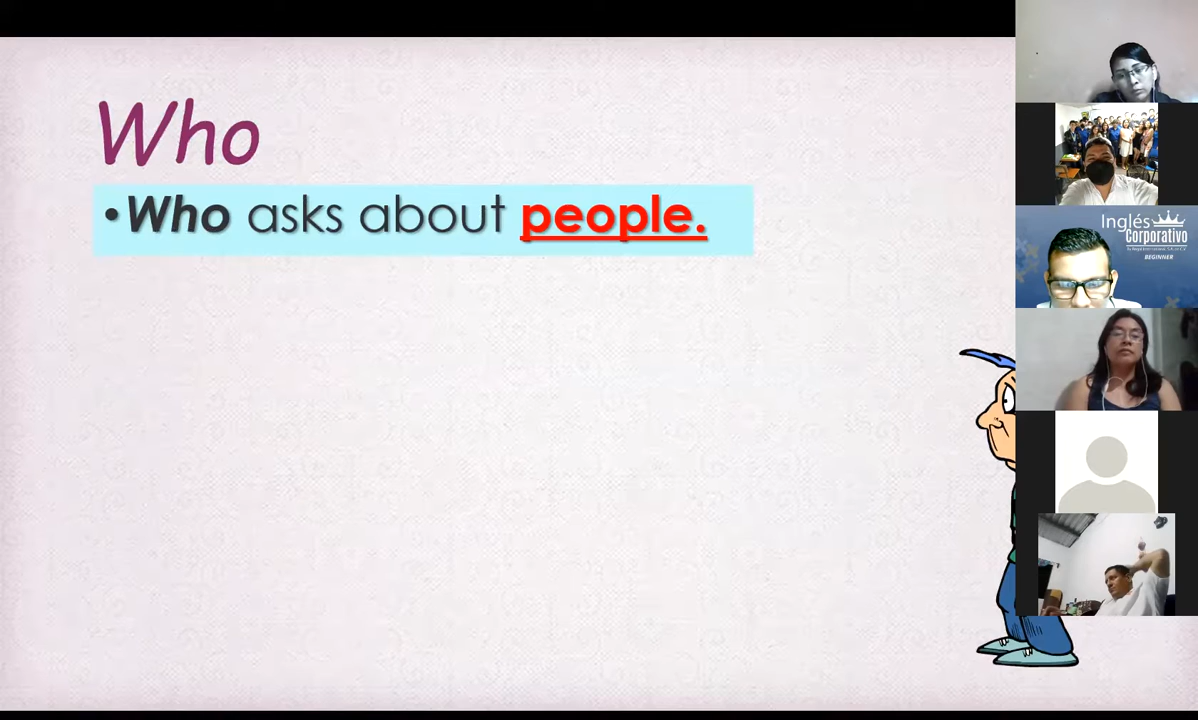 Who
•Who asks about people.
Inglés
Corporativo
BEGINNER